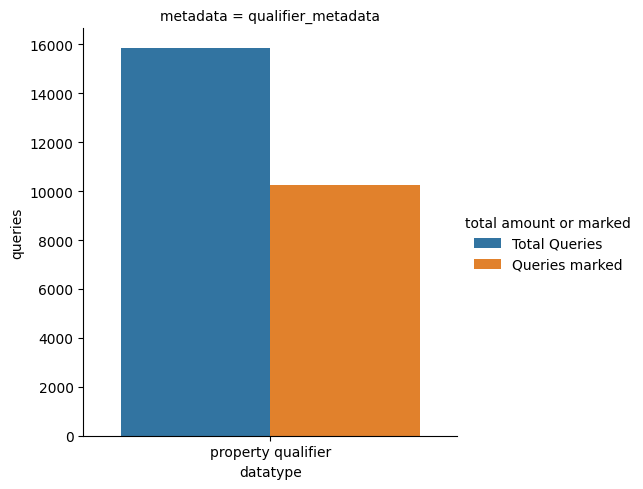 metadata = qualifier_metadata
16000
14000
12000
10000
8000
6000
4000
2000
0
queries
property qualifier
datatype
total amount or marked
Total Queries
Queries marked